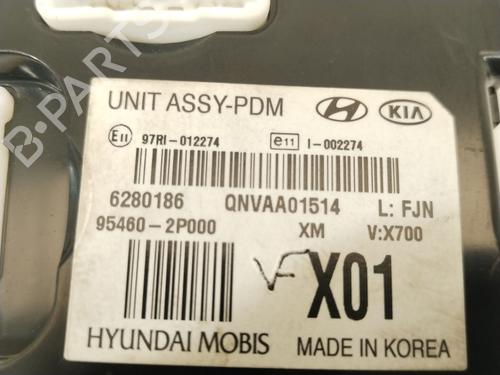 B-PARTS
UNIT ASSY-PDM KIA
E11 97RI-012274 e11 I-002274
6280186 QNVAA01514 L: FJN
95460-2P000 XM V:X700
X01
HYUNDAI MOBIS MADE IN KOREA